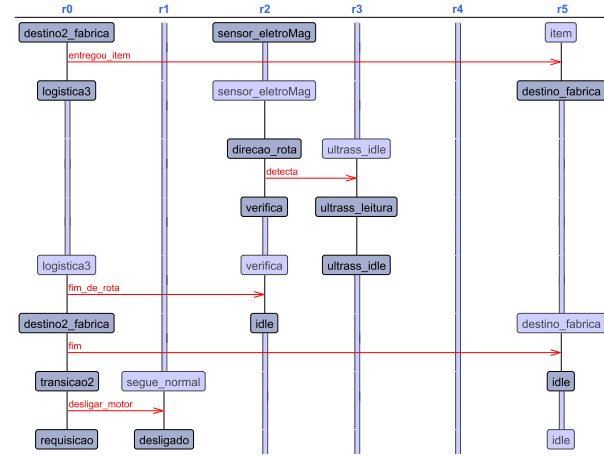 r0 r1 r2 r3 r4 r5
destino2_fabrica sensor_eletroMag item
entregou_item
logistica3 sensor_eletroMag destino_fabrica
direcao_rota ultrass_idle
detecta
verifica ultrass_leitura
logistica3 verifica ultrass_idle
fim_de_rota
destino2_fabrica idle destino_fabrica
fim
transicao2 segue_normal idle
desligar_motor
requisicao desligado idle